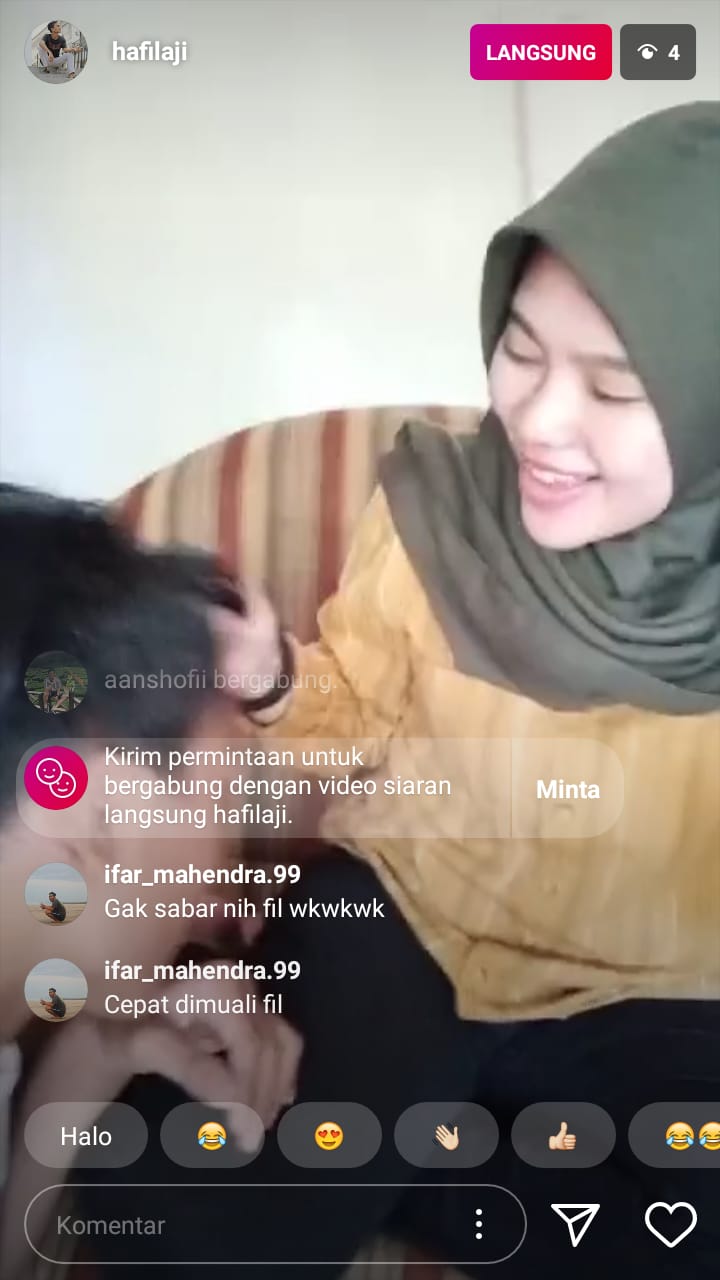 hafilaji
LANGSUNG
4
aanshofii bergabung.
Kirim permintaan untuk
bergabung dengan video siaran
langsung hafilaji.
Minta
ifar_mahendra.99
Gak sabar nih fil wkwkwk
ifar_mahendra.99
Cepat dimuali fil
Halo
Komentar